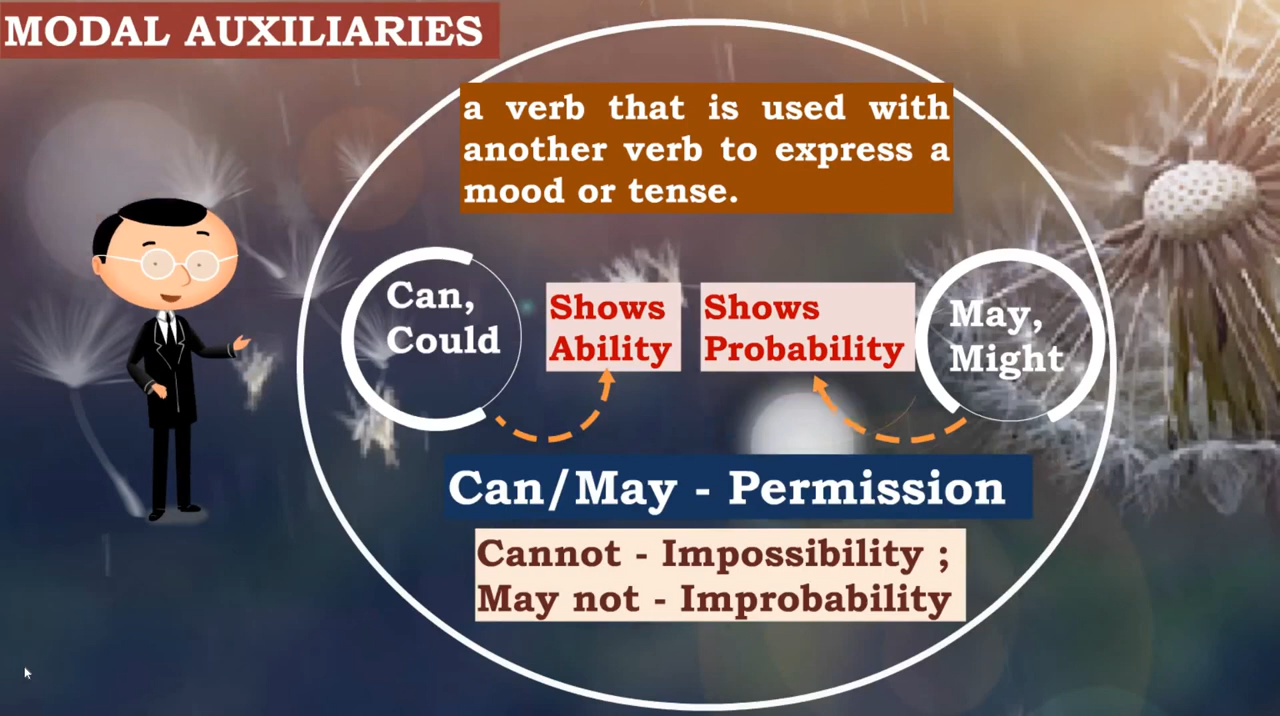 MODAL AUXILIARIES
a verb that is used with
another verb to express a
mood or tense.
Can,
Could
Shows
Ability
Shows
Probability
May,
Might
Can/May - Permission
Cannot - Impossibility ;
May not - Improbability